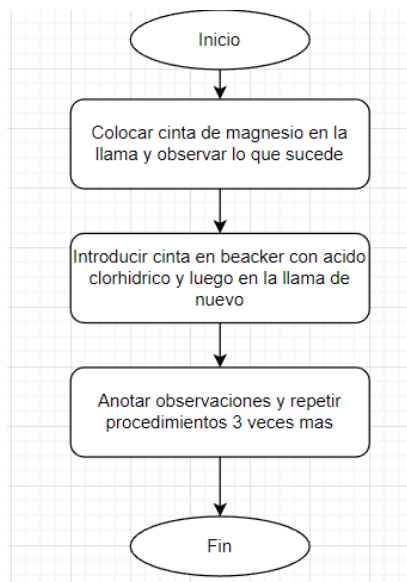 Inicio
Colocar cinta de magnesio en la
llama y observar lo que sucede
Introducir cinta en beacker con acido
clorhidrico y luego en la llama de
nuevo
Anotar observaciones y repetir
procedimientos 3 veces mas
Fin